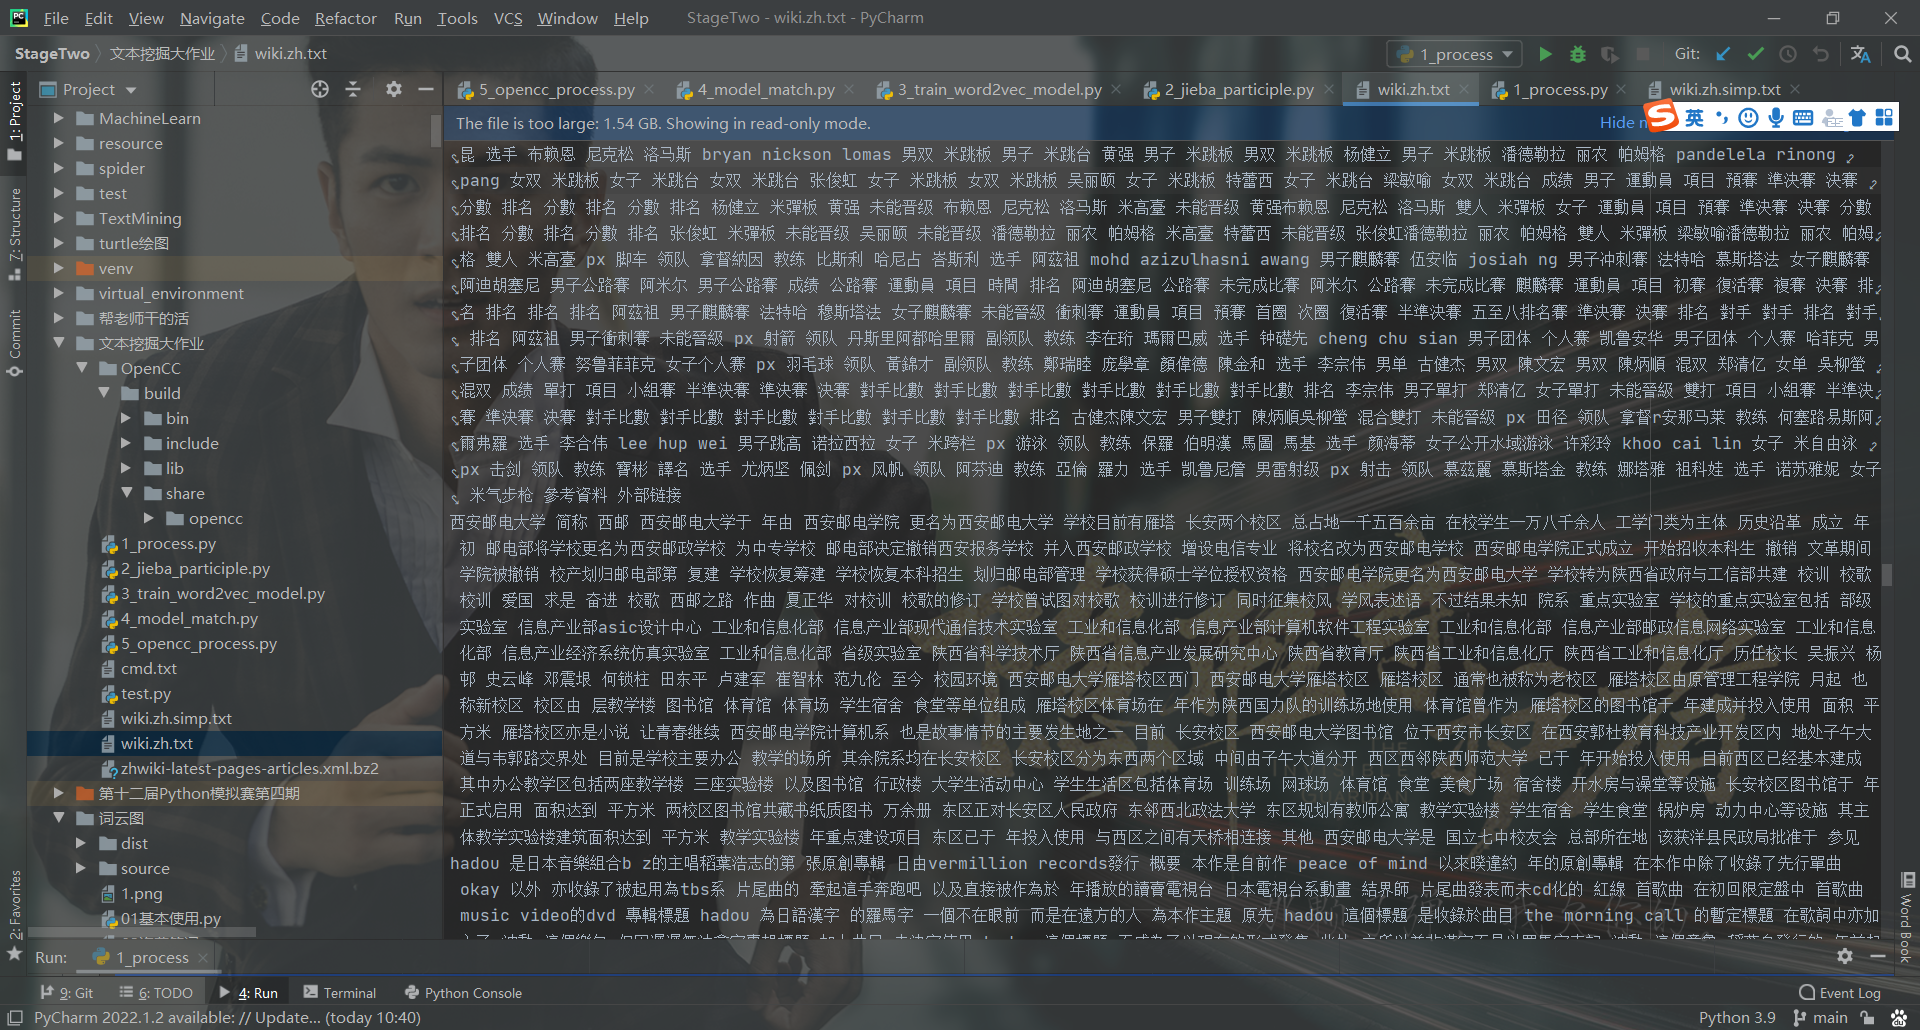 File Edit View Navigate Code Refactor Run Tools VCS Window Help StageTwo - wiki.zh.txt - PyCharm
StageTwo 文本挖掘大作业 wiki.zh.txt 1_process Git:
Project 5_opencc_process.py 4_model_match.py 3_train_word2vec_model.py 2_jieba_participle.py wiki.zh.txt 1_process.py wiki.zh.simp.txt
The file is too large: 1.54 GB. Showing in read-only mode. Hide n 英
1: Project
7: Structure
Commit
2: Favorites
MachineLearn
resource
spider
test
TextMining
turtle绘图
venv
virtual_environment
帮老师干的活
文本挖掘大作业
OpenCC
build
bin
include
lib
share
opencc
1_process.py
2_jieba_participle.py
3_train_word2vec_model.py
4_model_match.py
5_opencc_process.py
cmd.txt
test.py
wiki.zh.simp.txt
wiki.zh.txt
zhwiki-latest-pages-articles.xml.bz2
第十二届Python模拟赛第四期
词云图
dist
source
1.png
01基本使用.py
昆 选手 布赖恩 尼克松 洛马斯 bryan nickson lomas 男双 米跳板 男子 米跳台 黄强 男子 米跳板 男双 米跳板 杨健立 男子 米跳板 潘德勒拉 丽农 帕姆格 pandelela rinong
pang 女双 米跳板 女子 米跳台 女双 米跳台 张俊虹 女子 米跳板 女双 米跳板 吴丽颐 女子 米跳板 特蕾西 女子 米跳台 梁敏喻 女双 米跳台 成绩 男子 運動員 項目 預賽 準決賽 決賽
分數 排名 分數 排名 分數 排名 杨健立 米彈板 黄强 未能晋级 布赖恩 尼克松 洛马斯 米高臺 未能晋级 黄强布赖恩 尼克松 洛马斯 雙人 米彈板 女子 運動員 項目 預賽 準決賽 決賽 分數
排名 分數 排名 分數 排名 张俊虹 米彈板 未能晋级 吴丽颐 未能晋级 潘德勒拉 丽农 帕姆格 米高臺 特蕾西 未能晋级 张俊虹潘德勒拉 丽农 帕姆格 雙人 米彈板 梁敏喻潘德勒拉 丽农 帕姆
格 雙人 米高臺 px 脚车 领队 拿督纳因 教练 比斯利 哈尼占 峇斯利 选手 阿茲祖 mohd azizulhasni awang 男子麒麟賽 伍安临 josiah ng 男子冲刺賽 法特哈 慕斯塔法 女子麒麟賽
阿迪胡塞尼 男子公路賽 阿米尔 男子公路賽 成績 公路賽 運動員 項目 時間 排名 阿迪胡塞尼 公路賽 未完成比賽 阿米尔 公路賽 未完成比賽 麒麟賽 運動員 項目 初賽 復活賽 複賽 決賽 排
名 排名 排名 排名 阿茲祖 男子麒麟賽 法特哈 穆斯塔法 女子麒麟賽 未能晉級 衝刺賽 運動員 項目 預賽 首圈 次圈 復活賽 半準決賽 五至八排名賽 準決賽 決賽 排名 對手 對手 排名 對手
排名 阿茲祖 男子衝刺賽 未能晉級 px 射箭 领队 丹斯里阿都哈里爾 副领队 教练 李在珩 瑪爾巴威 选手 钟礎先 cheng chu sian 男子团体 个人赛 凯鲁安华 男子团体 个人赛 哈菲克 男
子团体 个人赛 努鲁菲菲克 女子个人赛 px 羽毛球 领队 黃錦才 副领队 教练 鄭瑞睦 庞學章 顏偉德 陳金和 选手 李宗伟 男单 古健杰 男双 陳文宏 男双 陳炳順 混双 郑清亿 女单 吳柳螢
混双 成績 單打 項目 小組賽 半準決賽 準決賽 決賽 對手比數 對手比數 對手比數 對手比數 對手比數 對手比數 排名 李宗伟 男子單打 郑清亿 女子單打 未能晉級 雙打 項目 小組賽 半準決
賽 準決賽 決賽 對手比數 對手比數 對手比數 對手比數 對手比數 對手比數 排名 古健杰陳文宏 男子雙打 陳炳順吳柳螢 混合雙打 未能晉級 px 田径 领队 拿督r安那马莱 教练 何塞路易斯阿
爾弗羅 选手 李合伟 lee hup wei 男子跳高 诺拉西拉 女子 米跨栏 px 游泳 领队 教练 保羅 伯明漢 馬圖 馬基 选手 颜海蒂 女子公开水域游泳 许彩玲 khoo cai lin 女子 米自由泳
px 击剑 领队 教练 寶彬 譯名 选手 尤炳坚 佩剑 px 风帆 领队 阿芬迪 教练 亞倫 羅力 选手 凯鲁尼詹 男雷射级 px 射击 领队 慕茲麗 慕斯塔金 教练 娜塔雅 祖科娃 选手 诺苏雅妮 女子
米气步枪 參考資料 外部链接
西安邮电大学 简称 西邮 西安邮电大学于 年由 西安邮电学院 更名为西安邮电大学 学校目前有雁塔 长安两个校区 总占地一千五百余亩 在校学生一万八千余人 工学门类为主体 历史沿革 成立 年
初 邮电部将学校更名为西安邮政学校 为中专学校 邮电部决定撤销西安报务学校 并入西安邮政学校 增设电信专业 将校名改为西安邮电学校 西安邮电学院正式成立 开始招收本科生 撤销 文革期间
学院被撤销 校产划归邮电部第 复建 学校恢复筹建 学校恢复本科招生 划归邮电部管理 学校获得硕士学位授权资格 西安邮电学院更名为西安邮电大学 学校转为陕西省政府与工信部共建 校训 校歌
校训 爱国 求是 奋进 校歌 西邮之路 作曲 夏正华 对校训 校歌的修订 学校曾试图对校歌 校训进行修订 同时征集校风 学风表述语 不过结果未知 院系 重点实验室 学校的重点实验室包括 部级
实验室 信息产业部asic设计中心 工业和信息化部 信息产业部现代通信技术实验室 工业和信息化部 信息产业部计算机软件工程实验室 工业和信息化部 信息产业部邮政信息网络实验室 工业和信息
化部 信息产业经济系统仿真实验室 工业和信息化部 省级实验室 陕西省科学技术厅 陕西省信息产业发展研究中心 陕西省教育厅 陕西省工业和信息化厅 陕西省工业和信息化厅 历任校长 吴振兴 杨
邨 史云峰 邓震垠 何锁柱 田东平 卢建军 崔智林 范九伦 至今 校园环境 西安邮电大学雁塔校区西门 西安邮电大学雁塔校区 雁塔校区 通常也被称为老校区 雁塔校区由原管理工程学院 月起 也
称新校区 校区由 层教学楼 图书馆 体育馆 体育场 学生宿舍 食堂等单位组成 雁塔校区体育场在 年作为陕西国力队的训练场地使用 体育馆曾作为 雁塔校区的图书馆于 年建成并投入使用 面积 平
方米 雁塔校区亦是小说 让青春继续 西安邮电学院计算机系 也是故事情节的主要发生地之一 目前 长安校区 西安邮电大学图书馆 位于西安市长安区 在西安郭杜教育科技产业开发区内 地处子午大
道与韦郭路交界处 目前是学校主要办公 教学的场所 其余院系均在长安校区 长安校区分为东西两个区域 中间由子午大道分开 西区西邻陕西师范大学 已于 年开始投入使用 目前西区已经基本建成
其中办公教学区包括两座教学楼 三座实验楼 以及图书馆 行政楼 大学生活动中心 学生生活区包括体育场 训练场 网球场 体育馆 食堂 美食广场 宿舍楼 开水房与澡堂等设施 长安校区图书馆于 年
正式启用 面积达到 平方米 两校区图书馆共藏书纸质图书 万余册 东区正对长安区人民政府 东邻西北政法大学 东区规划有教师公寓 教学实验楼 学生宿舍 学生食堂 锅炉房 动力中心等设施 其主
体教学实验楼建筑面积达到 平方米 教学实验楼 年重点建设项目 东区已于 年投入使用 与西区之间有天桥相连接 其他 西安邮电大学是 国立七中校友会 总部所在地 该获洋县民政局批准于 参见
hadou 是日本音樂組合b z的主唱稻葉浩志的第 張原創專輯 日由vermillion records發行 概要 本作是自前作 peace of mind 以來暌違約 年的原創專輯 在本作中除了收錄了先行單曲
okay 以外 亦收錄了被起用為tbs系 片尾曲的 牽起這手奔跑吧 以及直接被作為於 年播放的讀賣電視台 日本電視台系動畫 結界師 片尾曲發表而未cd化的 紅線 首歌曲 在初回限定盤中 首歌曲
music video的dvd 專輯標題 hadou 為日語漢字 的羅馬字 一個不在眼前 而是在遠方的人 為本作主題 原先 hadou 這個標題 是收錄於曲目 the morning call 的暫定標題 在歌詞中亦加
Word Book
Run: 1_process
9: Git 6: TODO 4: Run Terminal Python Console Event Log
PyCharm 2022.1.2 available: // Update... (today 10:40) Python 3.9 main